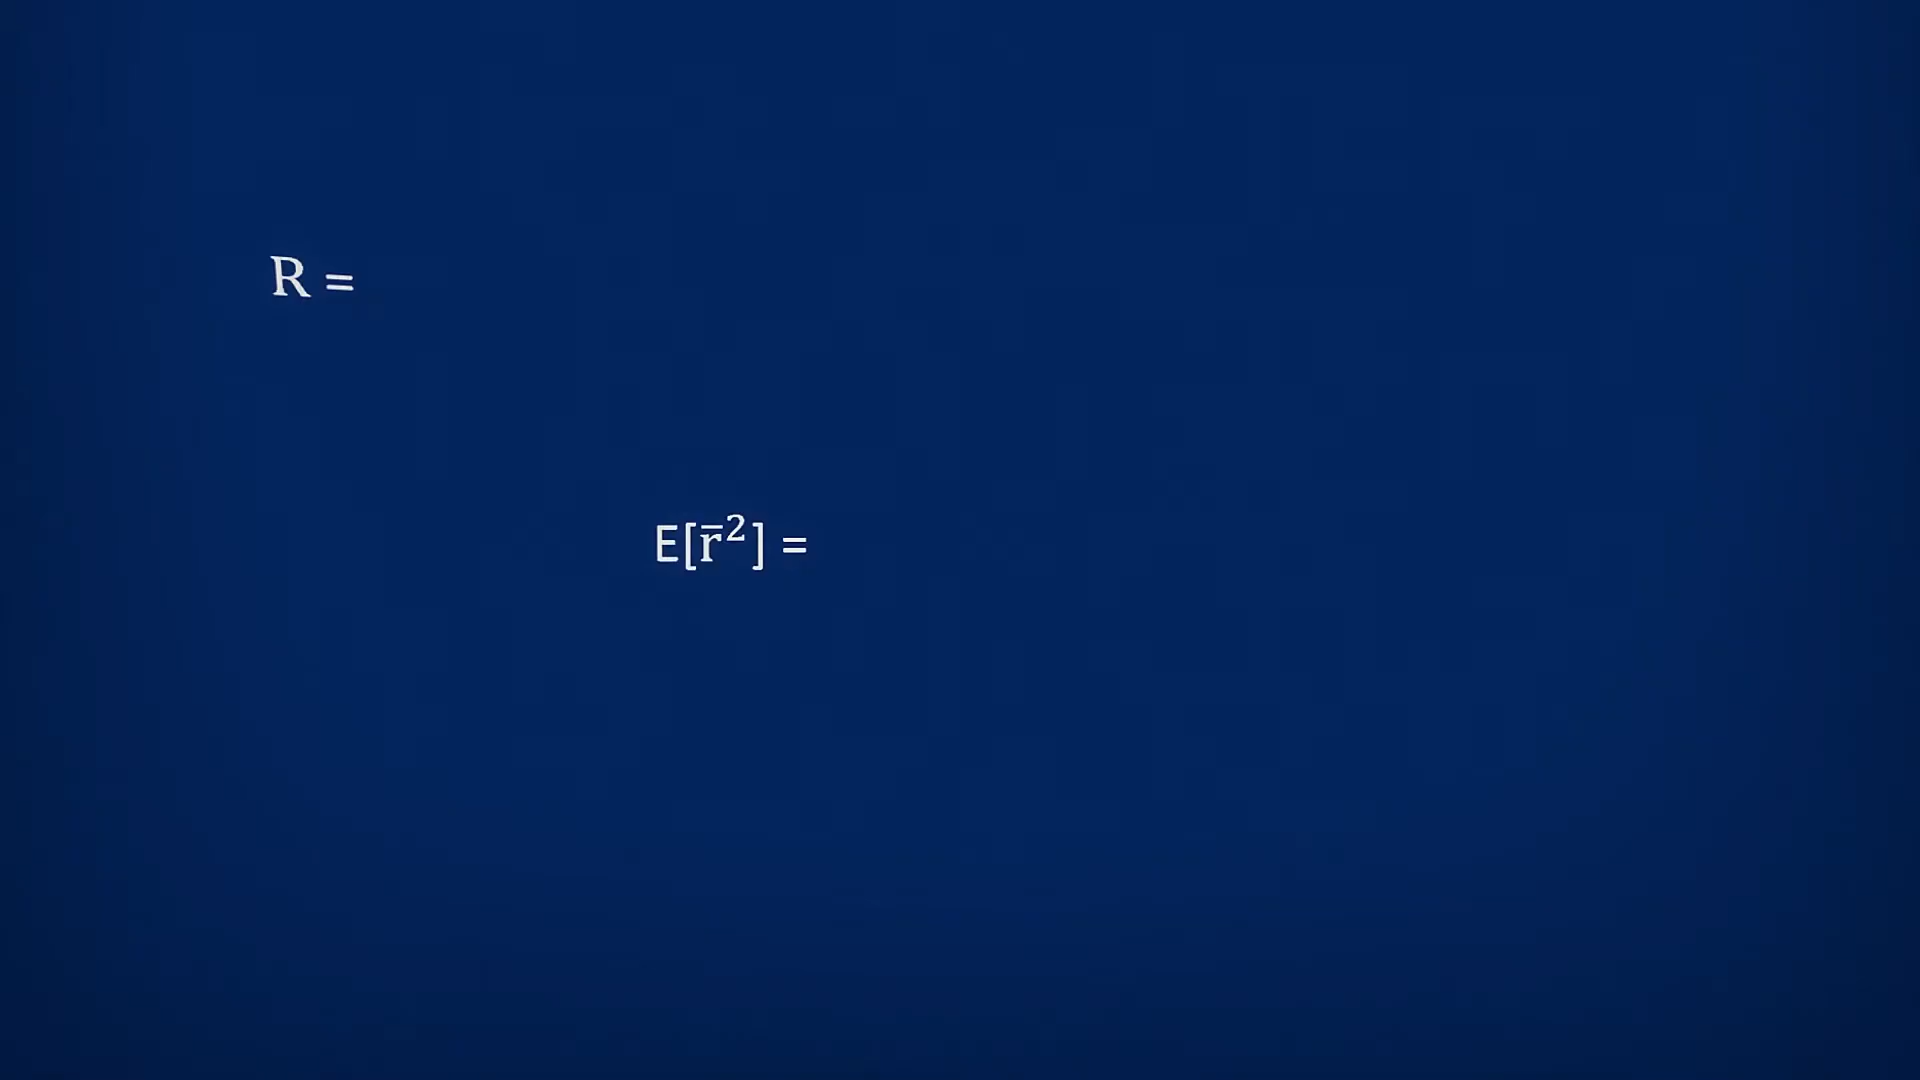 R =
E[r̄²] =